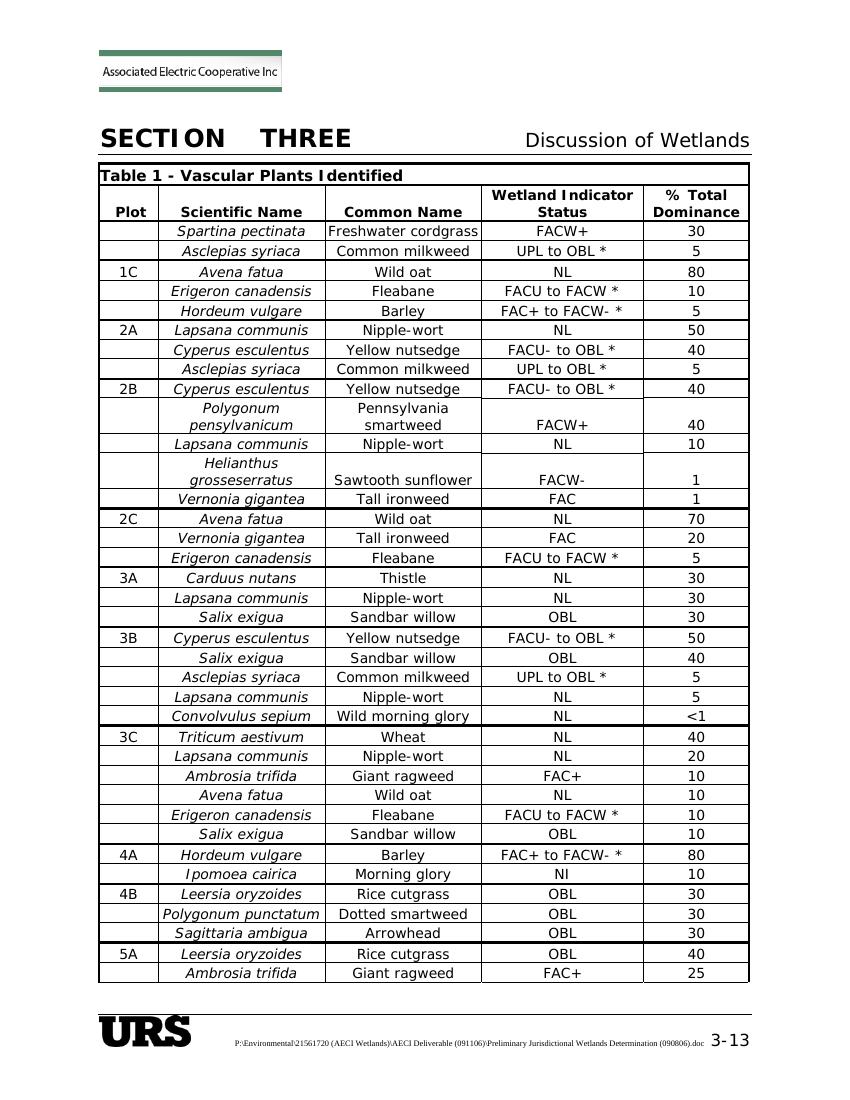 Associated Electric Cooperative Inc
SECTION THREE Discussion of Wetlands
Table 1 - Vascular Plants Identified
Plot Scientific Name Common Name Wetland Indicator Status % Total Dominance
Spartina pectinata Freshwater cordgrass FACW+ 30
Asclepias syriaca Common milkweed UPL to OBL * 5
1C Avena fatua Wild oat NL 80
Erigeron canadensis Fleabane FACU to FACW * 10
Hordeum vulgare Barley FAC+ to FACW- * 5
2A Lapsana communis Nipple-wort NL 50
Cyperus esculentus Yellow nutsedge FACU- to OBL * 40
Asclepias syriaca Common milkweed UPL to OBL * 5
2B Cyperus esculentus Yellow nutsedge FACU- to OBL * 40
Polygonum pensylvanicum Pennsylvania smartweed FACW+ 40
Lapsana communis Nipple-wort NL 10
Helianthus grosseserratus Sawtooth sunflower FACW- 1
Vernonia gigantea Tall ironweed FAC 1
2C Avena fatua Wild oat NL 70
Vernonia gigantea Tall ironweed FAC 20
Erigeron canadensis Fleabane FACU to FACW * 5
3A Carduus nutans Thistle NL 30
Lapsana communis Nipple-wort NL 30
Salix exigua Sandbar willow OBL 30
3B Cyperus esculentus Yellow nutsedge FACU- to OBL * 50
Salix exigua Sandbar willow OBL 40
Asclepias syriaca Common milkweed UPL to OBL * 5
Lapsana communis Nipple-wort NL 5
Convolvulus sepium Wild morning glory NL <1
3C Triticum aestivum Wheat NL 40
Lapsana communis Nipple-wort NL 20
Ambrosia trifida Giant ragweed FAC+ 10
Avena fatua Wild oat NL 10
Erigeron canadensis Fleabane FACU to FACW * 10
Salix exigua Sandbar willow OBL 10
4A Hordeum vulgare Barley FAC+ to FACW- * 80
Ipomoea cairica Morning glory NI 10
4B Leersia oryzoides Rice cutgrass OBL 30
Polygonum punctatum Dotted smartweed OBL 30
Sagittaria ambigua Arrowhead OBL 30
5A Leersia oryzoides Rice cutgrass OBL 40
Ambrosia trifida Giant ragweed FAC+ 25
URS P:\Environmental\21561720 (AECI Wetlands)\AECI Deliverable (091106)\Preliminary Jurisdictional Wetlands Determination (090806).doc 3-13